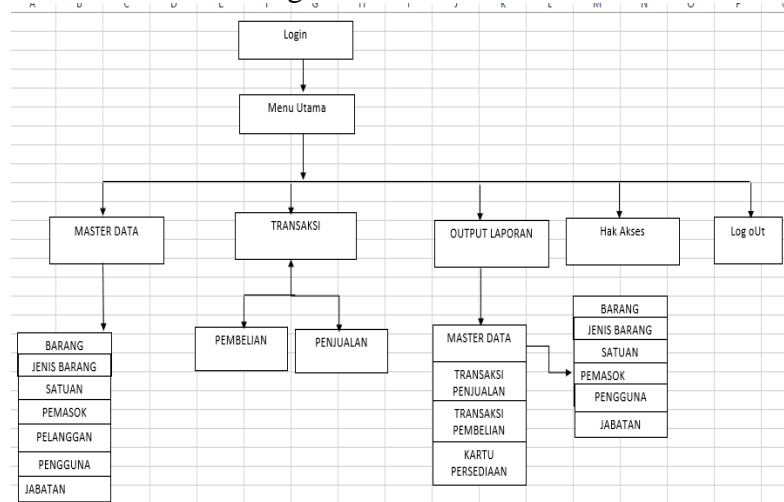 A B C D E F G H I J K L M N O P Q
Login
Menu Utama
MASTER DATA
TRANSAKSI
OUTPUT LAPORAN
Hak Akses
Log oUt
PEMBELIAN
PENJUALAN
BARANG
JENIS BARANG
SATUAN
PEMASOK
PELANGGAN
PENGGUNA
JABATAN
MASTER DATA
TRANSAKSI
PENJUALAN
TRANSAKSI
PEMBELIAN
KARTU
PERSEDIAAN
BARANG
JENIS BARANG
SATUAN
PEMASOK
PENGGUNA
JABATAN